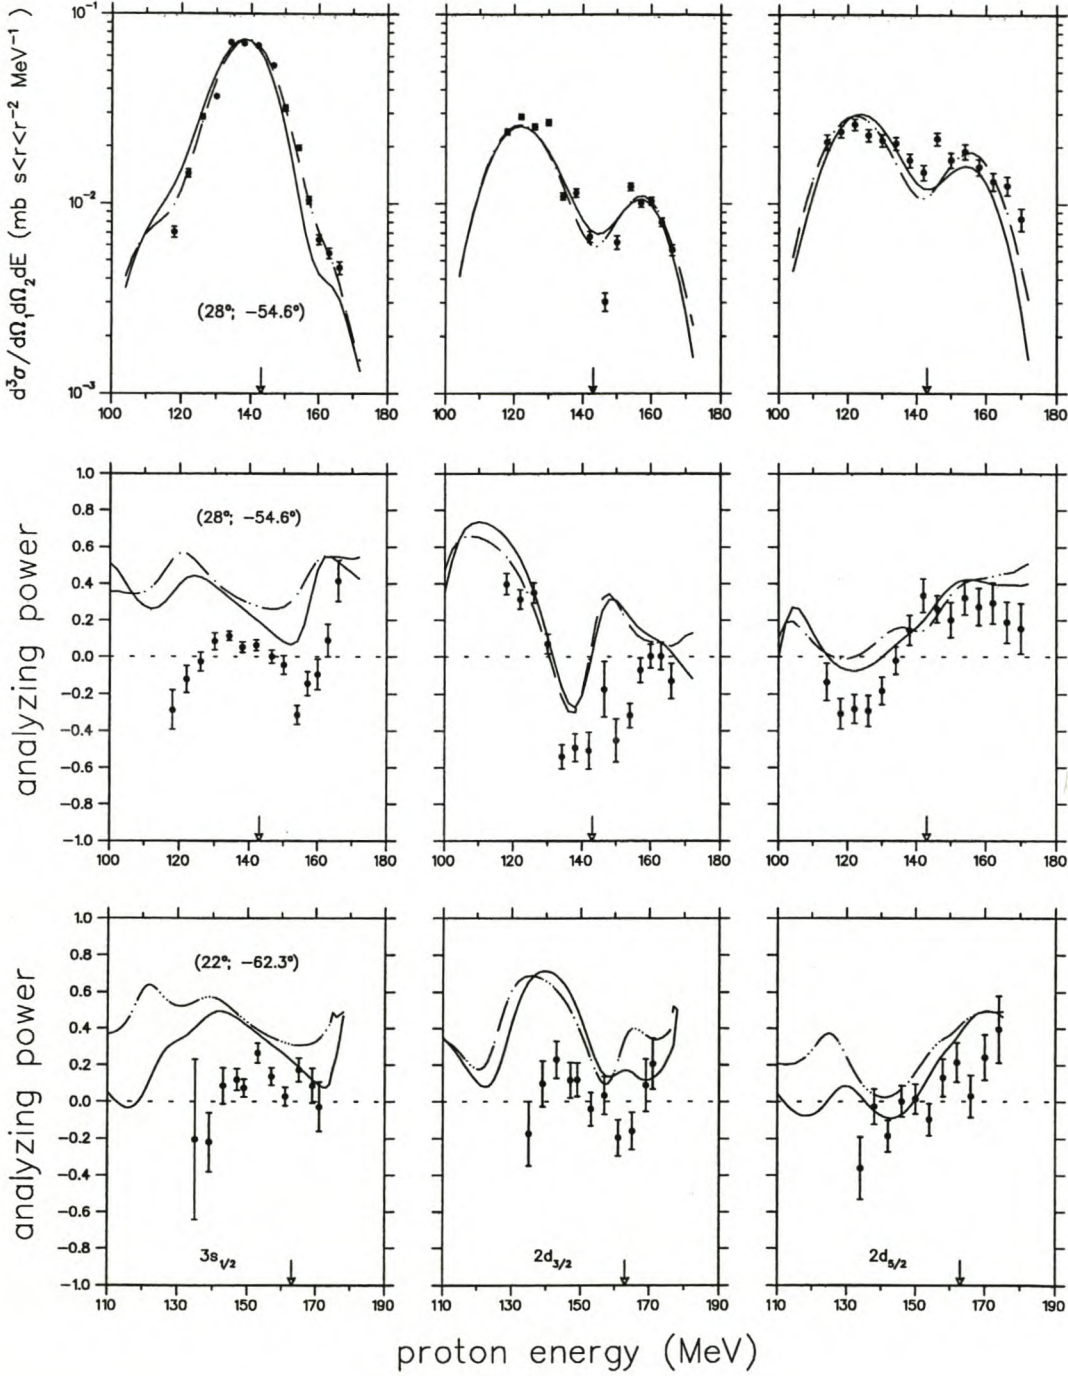 d³σ/dΩ₁dΩ₂dE (mb s<r<r⁻² MeV⁻¹ )
10⁻¹
10⁻²
10⁻³
(28°; −54.6°)
100 120 140 160 180
100 120 140 160 180
100 120 140 160 180
analyzing power
1.0
0.8
0.6
0.4
0.2
0.0
−0.2
−0.4
−0.6
−0.8
−1.0
(28°; −54.6°)
100 120 140 160 180
100 120 140 160 180
100 120 140 160 180
analyzing power
1.0
0.8
0.6
0.4
0.2
0.0
−0.2
−0.4
−0.6
−0.8
−1.0
(22°; −62.3°)
3s₁/₂
2d₃/₂
2d₅/₂
110 130 150 170 190
110 130 150 170 190
110 130 150 170 190
proton energy (MeV)